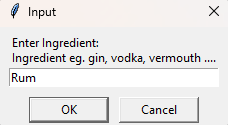 Input
Enter Ingredient:
Ingredient eg. gin, vodka, vermouth ....
Rum
OK Cancel